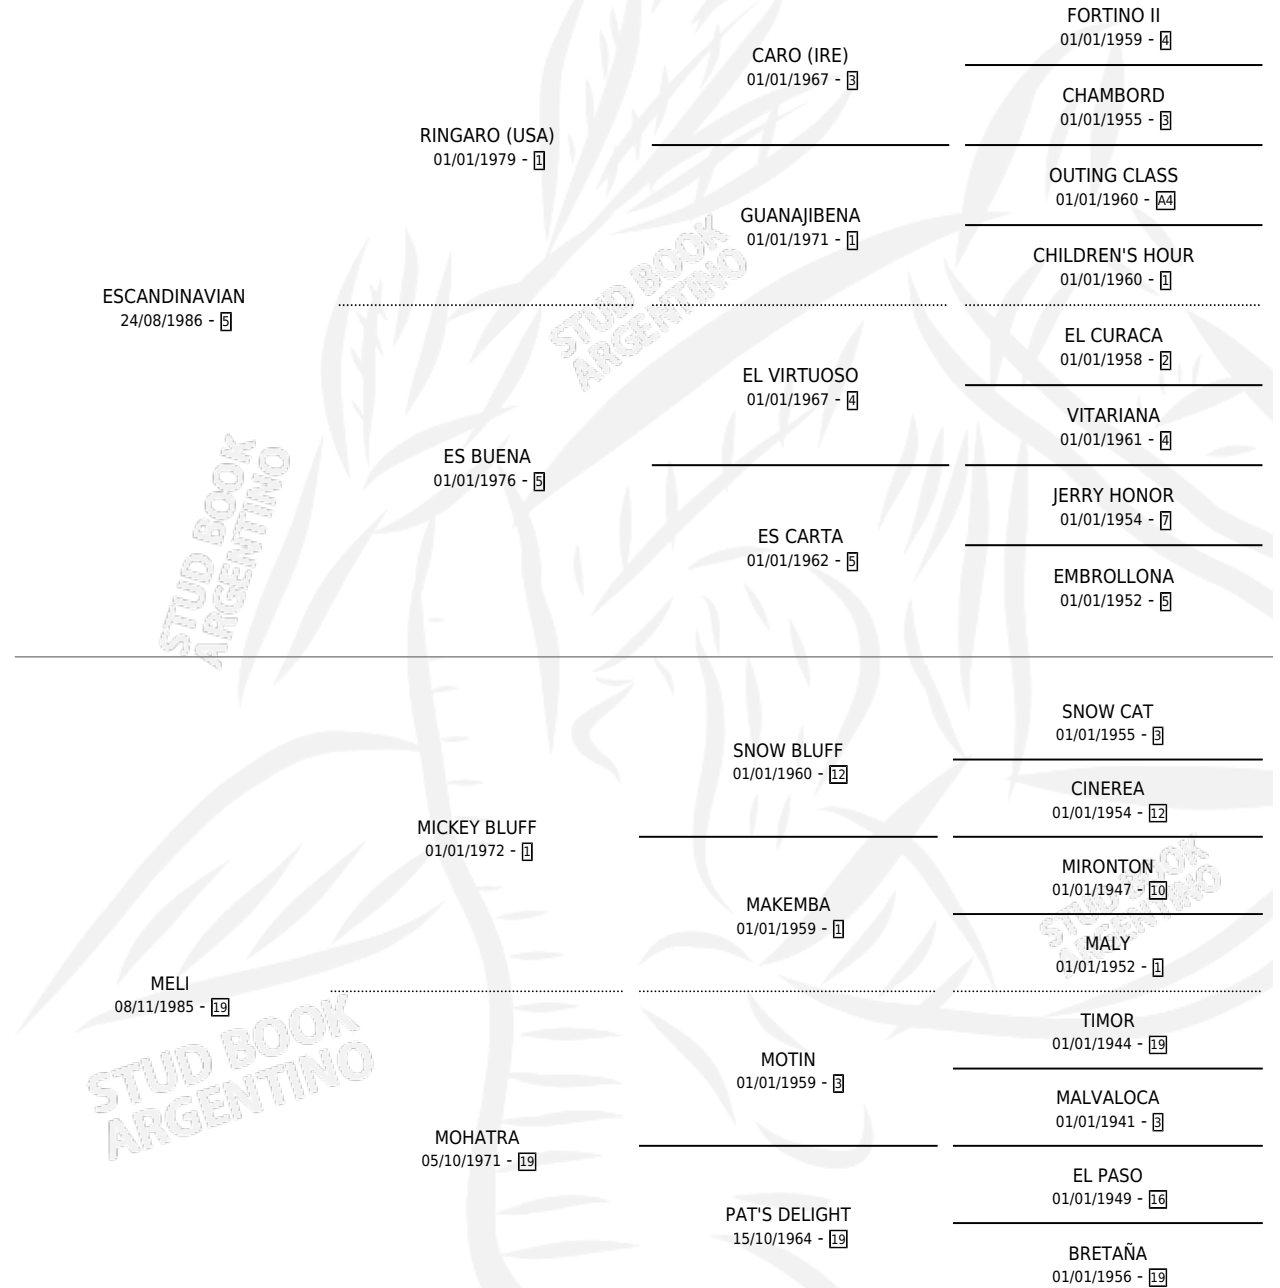 FORTINO II
01/01/1959 - 4
CARO (IRE)
01/01/1967 - 3
CHAMBORD
01/01/1955 - 3
RINGARO (USA)
01/01/1979 - 1
OUTING CLASS
01/01/1960 - A4
GUANAJIBENA
01/01/1971 - 1
CHILDREN'S HOUR
01/01/1960 - 1
ESCANDINAVIAN
24/08/1986 - 5
EL CURACA
01/01/1958 - 2
EL VIRTUOSO
01/01/1967 - 4
VITARIANA
01/01/1961 - 4
ES BUENA
01/01/1976 - 5
JERRY HONOR
01/01/1954 - 7
ES CARTA
01/01/1962 - 5
EMBROLLONA
01/01/1952 - 5
SNOW CAT
01/01/1955 - 3
SNOW BLUFF
01/01/1960 - 12
CINEREA
01/01/1954 - 12
MICKEY BLUFF
01/01/1972 - 1
MIRONTON
01/01/1947 - 10
MAKEMBA
01/01/1959 - 1
MALY
01/01/1952 - 1
MELI
08/11/1985 - 19
TIMOR
01/01/1944 - 19
MOTIN
01/01/1959 - 3
MALVALOCA
01/01/1941 - 3
MOHATRA
05/10/1971 - 19
EL PASO
01/01/1949 - 16
PAT'S DELIGHT
15/10/1964 - 19
BRETAÑA
01/01/1956 - 19
STUD BOOK
ARGENTINO
STUD BOOK
ARGENTINO
STUD BOOK
ARGENTINO
STUD BOOK
ARGENTINO